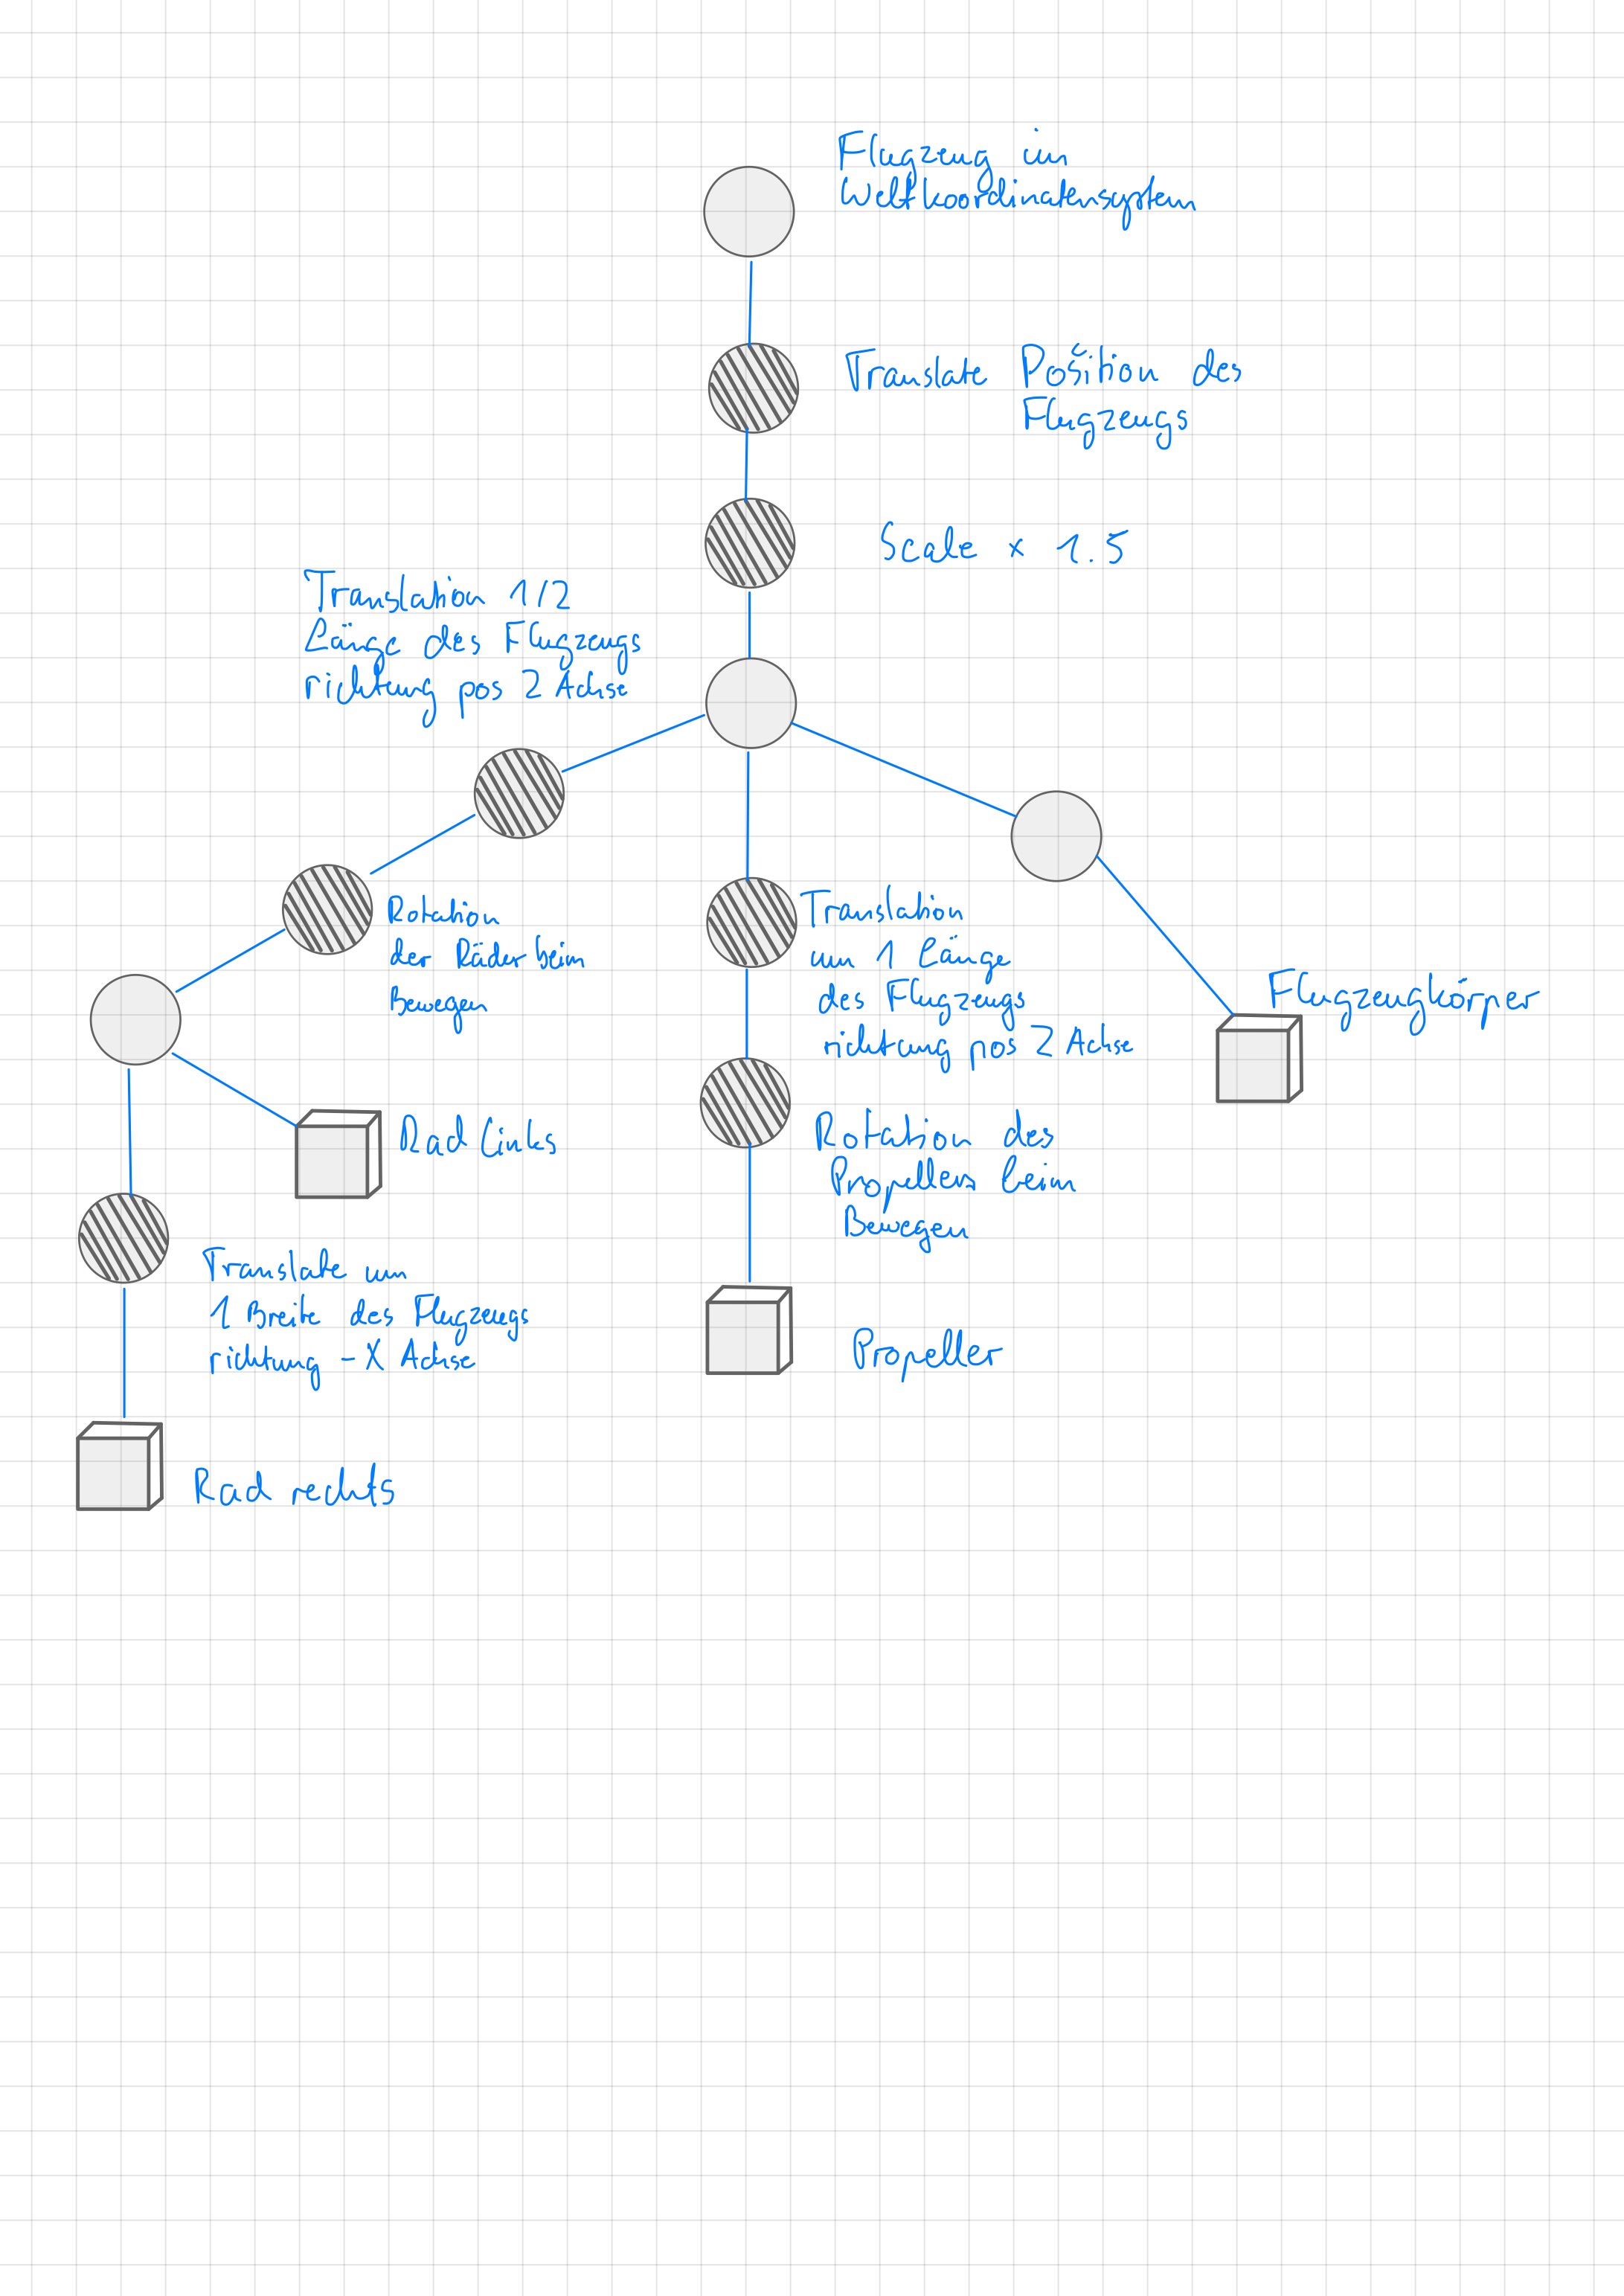 Flugzeug im
Weltkoordinatensystem
Translate Position des
Flugzeugs
Scale x 1.5
Translation 1/2
Länge des Flugzeugs
richtung pos Z Achse
Rotation
der Räder beim
Bewegen
Translation
um 1 Länge
des Flugzeugs
richtung pos Z Achse
Flugzeugkörper
Rad Links
Rotation des
Propellers beim
Bewegen
Translate um
1 Breite des Flugzeugs
richtung -X Achse
Propeller
Rad rechts